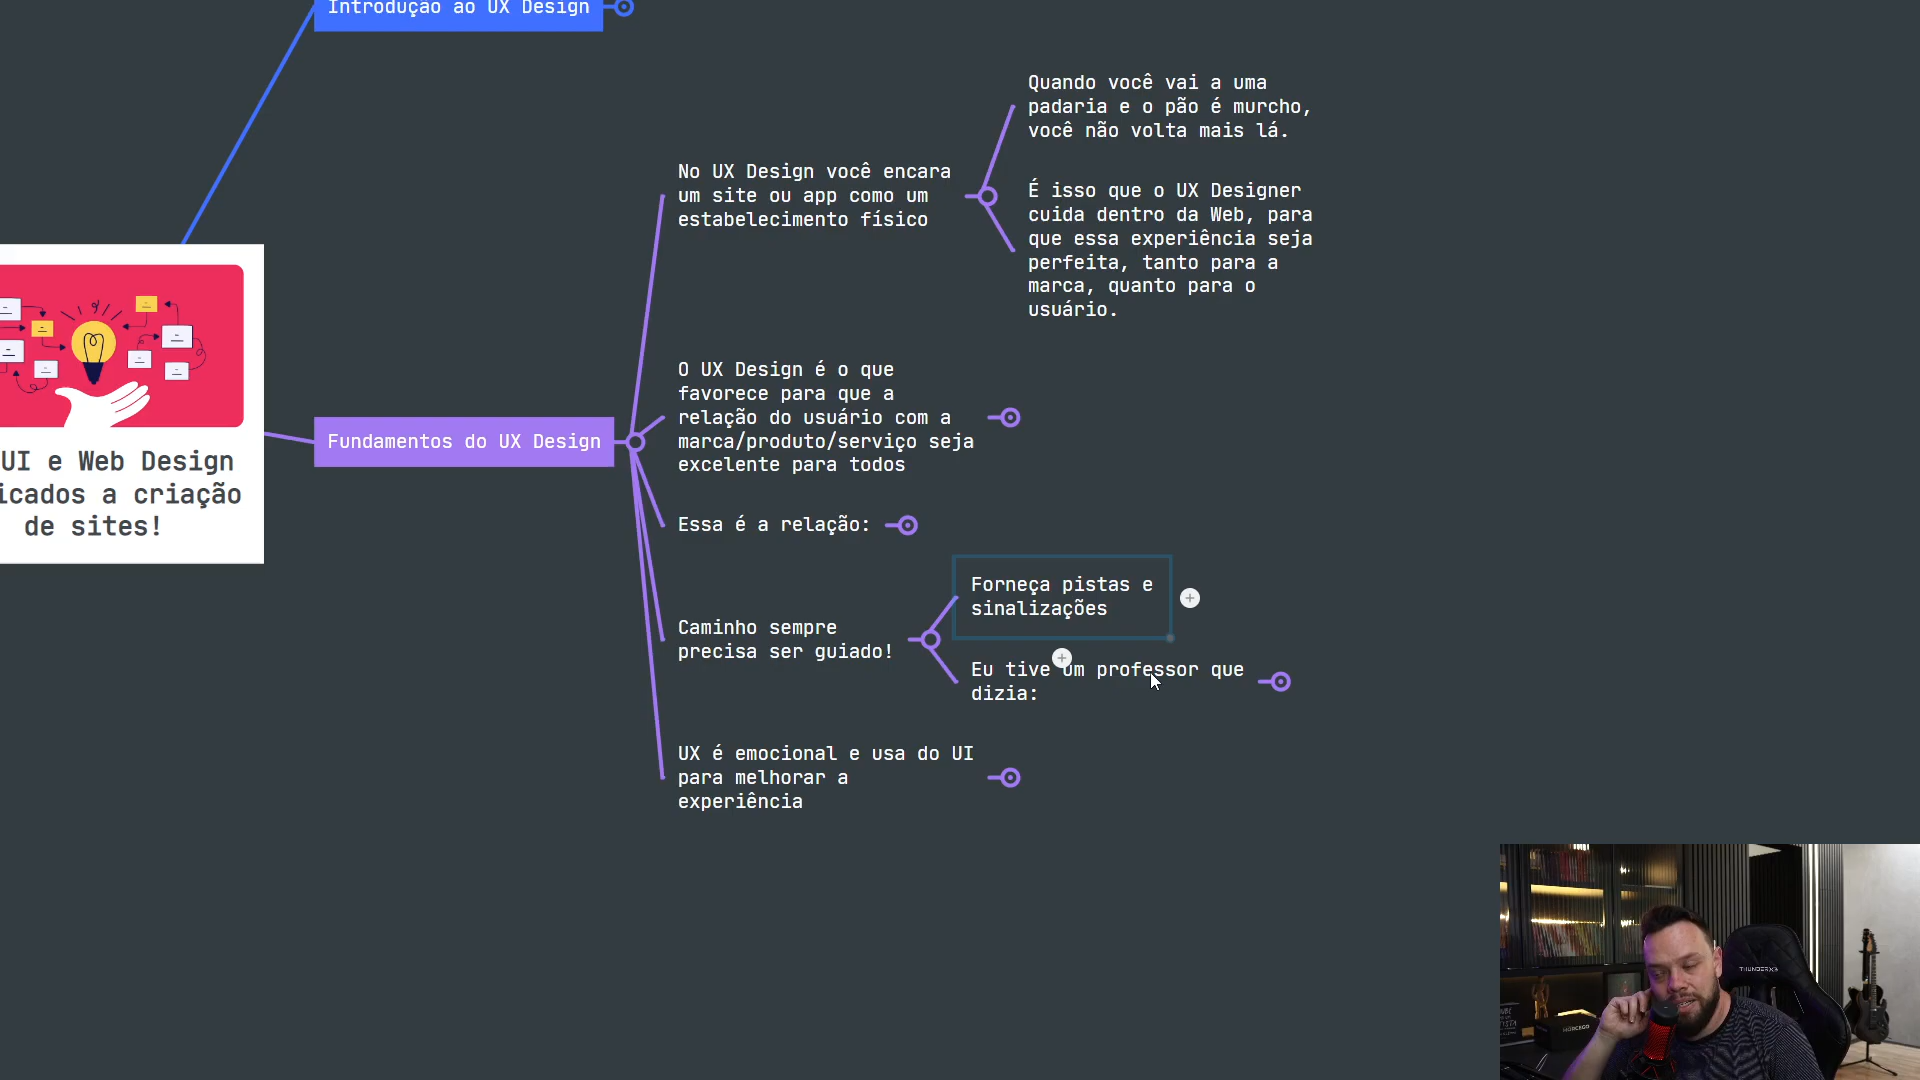 Introdução ao UX Design
Quando você vai a uma
padaria e o pão é murcho,
você não volta mais lá.
No UX Design você encara
um site ou app como um
estabelecimento físico
É isso que o UX Designer
cuida dentro da Web, para
que essa experiência seja
perfeita, tanto para a
marca, quanto para o
usuário.
O UX Design é o que
favorece para que a
relação do usuário com a
marca/produto/serviço seja
excelente para todos
Fundamentos do UX Design
UI e Web Design
icados a criação
de sites!
Essa é a relação:
Forneça pistas e
sinalizações
Caminho sempre
precisa ser guiado!
Eu tive um professor que
dizia:
UX é emocional e usa do UI
para melhorar a
experiência
THUNDERX3
MORCEGO